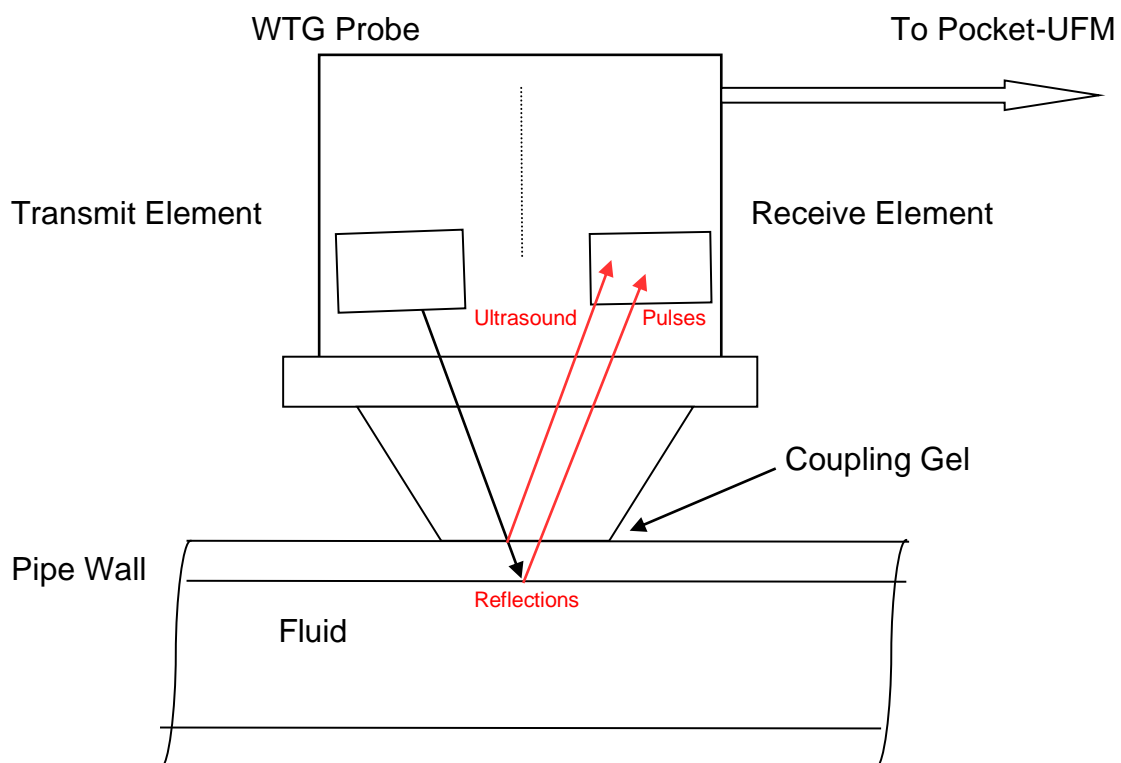 WTG Probe
To Pocket-UFM
Transmit Element
Receive Element
Ultrasound
Pulses
Coupling Gel
Pipe Wall
Reflections
Fluid